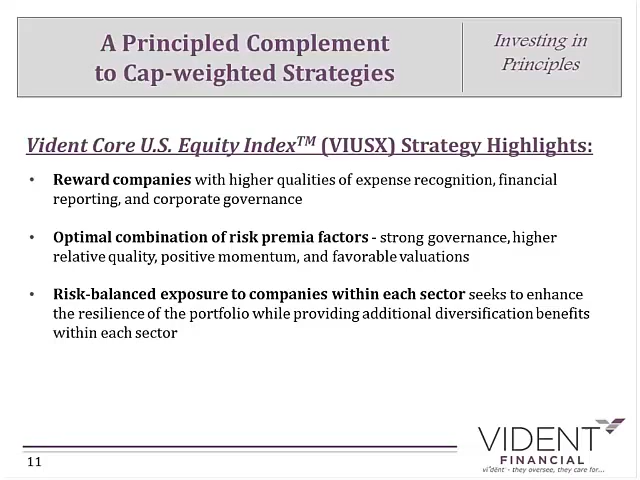 A Principled Complement
to Cap-weighted Strategies
Investing in
Principles
Vident Core U.S. Equity Index™ (VIUSX) Strategy Highlights:
• Reward companies with higher qualities of expense recognition, financial
reporting, and corporate governance
• Optimal combination of risk premia factors - strong governance, higher
relative quality, positive momentum, and favorable valuations
• Risk-balanced exposure to companies within each sector seeks to enhance
the resilience of the portfolio while providing additional diversification benefits
within each sector
11
VIDENT
FINANCIAL
vi'dent - they oversee, they care for...